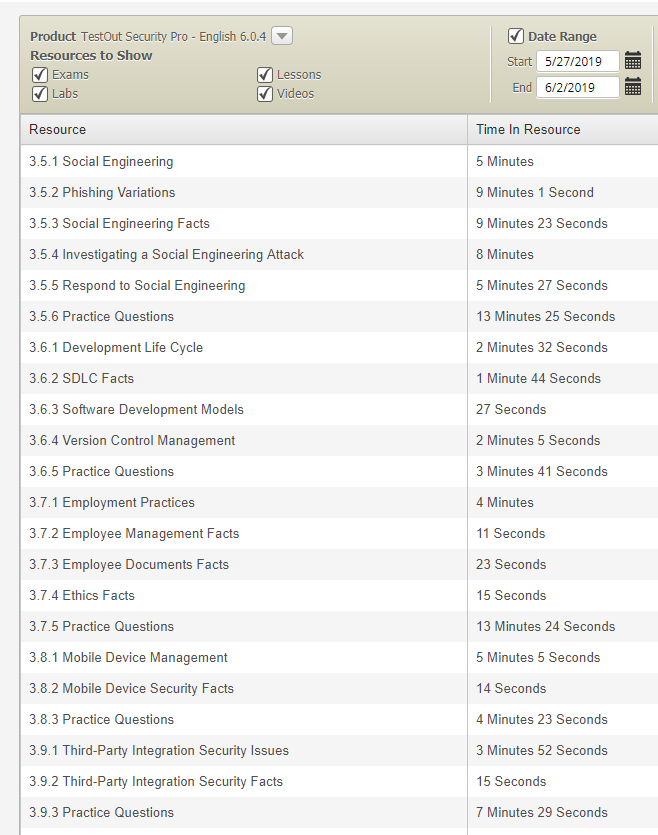 Product TestOut Security Pro - English 6.0.4
Resources to Show
Exams Lessons
Labs Videos
Date Range
Start 5/27/2019
End 6/2/2019
Resource Time In Resource
3.5.1 Social Engineering 5 Minutes
3.5.2 Phishing Variations 9 Minutes 1 Second
3.5.3 Social Engineering Facts 9 Minutes 23 Seconds
3.5.4 Investigating a Social Engineering Attack 8 Minutes
3.5.5 Respond to Social Engineering 5 Minutes 27 Seconds
3.5.6 Practice Questions 13 Minutes 25 Seconds
3.6.1 Development Life Cycle 2 Minutes 32 Seconds
3.6.2 SDLC Facts 1 Minute 44 Seconds
3.6.3 Software Development Models 27 Seconds
3.6.4 Version Control Management 2 Minutes 5 Seconds
3.6.5 Practice Questions 3 Minutes 41 Seconds
3.7.1 Employment Practices 4 Minutes
3.7.2 Employee Management Facts 11 Seconds
3.7.3 Employee Documents Facts 23 Seconds
3.7.4 Ethics Facts 15 Seconds
3.7.5 Practice Questions 13 Minutes 24 Seconds
3.8.1 Mobile Device Management 5 Minutes 5 Seconds
3.8.2 Mobile Device Security Facts 14 Seconds
3.8.3 Practice Questions 4 Minutes 23 Seconds
3.9.1 Third-Party Integration Security Issues 3 Minutes 52 Seconds
3.9.2 Third-Party Integration Security Facts 15 Seconds
3.9.3 Practice Questions 7 Minutes 29 Seconds